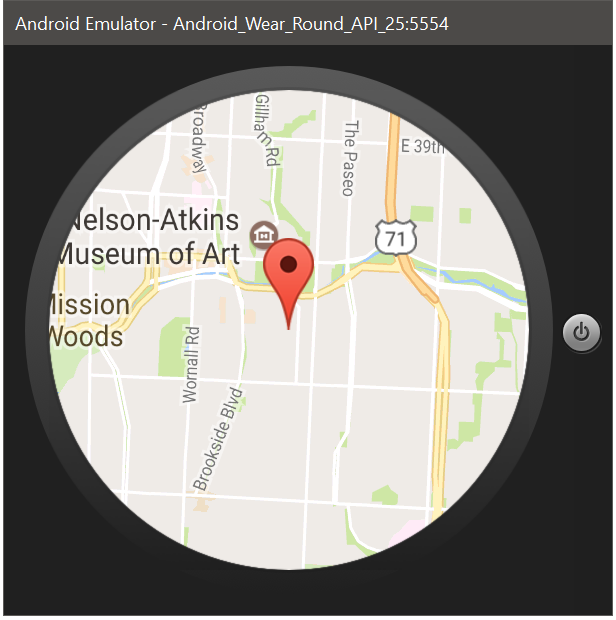 Android Emulator - Android_Wear_Round_API_25:5554
Broadway
Gillham Rd
The Paseo
E 39th
Nelson-Atkins
Museum of Art
71
Mission
Woods
Wornall Rd
Brookside Blvd